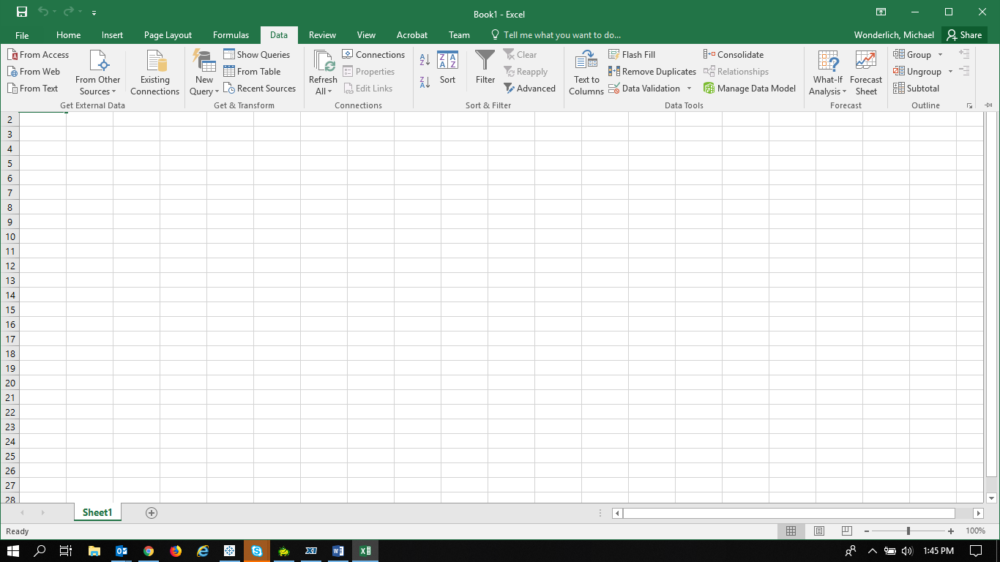 Book1 - Excel
File Home Insert Page Layout Formulas Data Review View Acrobat Team Tell me what you want to do... Wonderlich, Michael Share
From Access
From Web
From Text
From Other
Sources
Existing
Connections
Get External Data
New
Query
Show Queries
From Table
Recent Sources
Get & Transform
Refresh
All
Connections
Properties
Edit Links
Connections
Sort
Filter
Clear
Reapply
Advanced
Sort & Filter
Text to
Columns
Flash Fill
Remove Duplicates
Data Validation
Consolidate
Relationships
Manage Data Model
Data Tools
What-If
Analysis
Forecast
Sheet
Forecast
Group
Ungroup
Subtotal
Outline
2
3
4
5
6
7
8
9
10
11
12
13
14
15
16
17
18
19
20
21
22
23
24
25
26
27
28
Sheet1
Ready
100%
1:45 PM